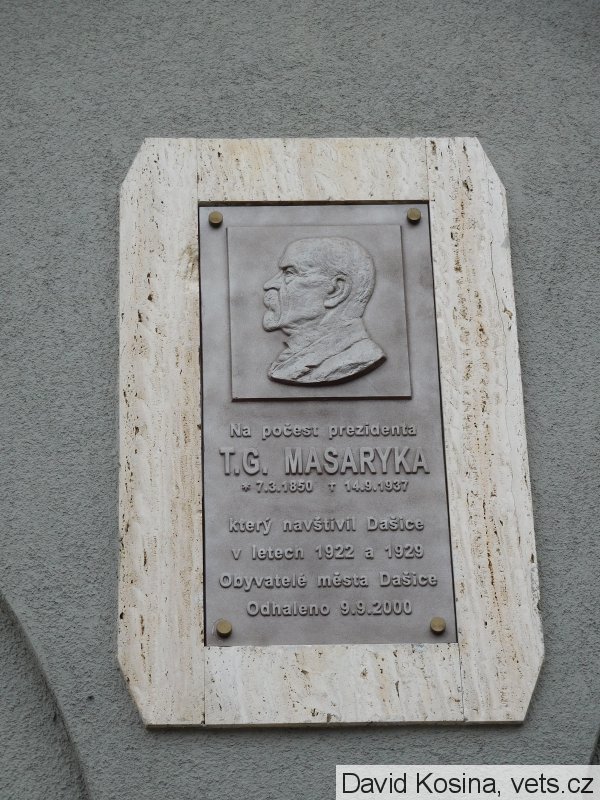 Na počest prezidenta
T.G. MASARYKA
* 7.3.1850 † 14.9.1937
který navštívil Dašice
v letech 1922 a 1929
Obyvatelé města Dašice
Odhaleno 9.9.2000
David Kosina, vets.cz